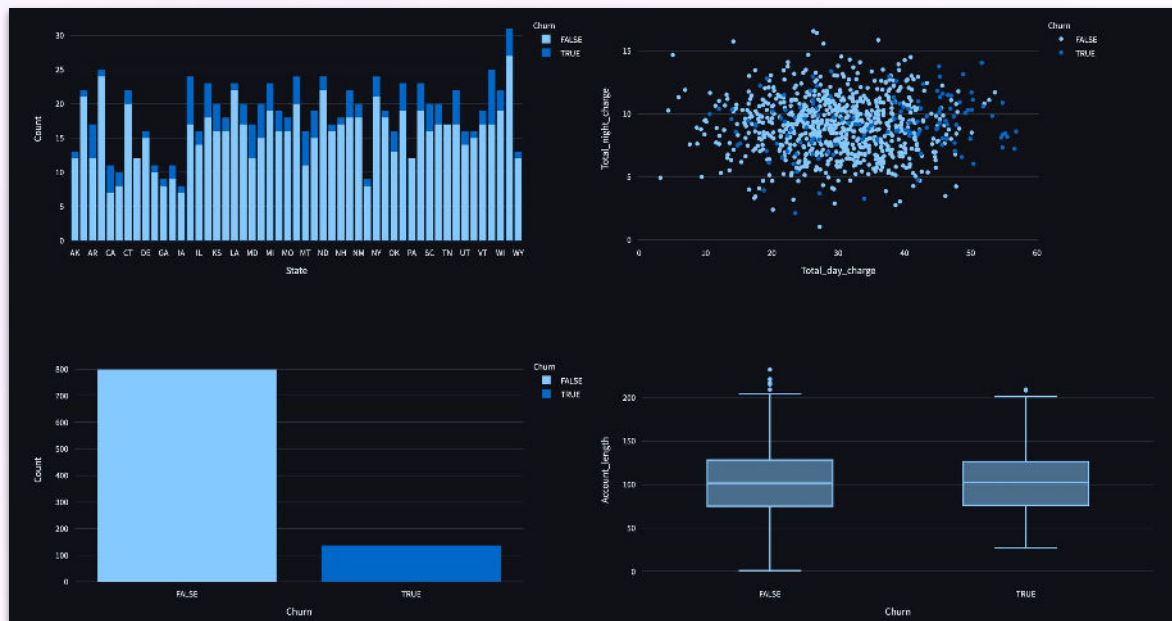 Churn
FALSE
TRUE
30
25
20
15
10
5
0
Count
AK AR CA CT DE GA IA IL KS LA MD MI MO MT ND NH NM NY OK PA SC TN UT VT WI WY
State
Churn
FALSE
TRUE
15
10
5
0
Total_night_charge
0 10 20 30 40 50 60
Total_day_charge
Churn
FALSE
TRUE
800
700
600
500
400
300
200
100
0
Count
FALSE TRUE
Churn
200
150
100
50
0
Account_length
FALSE TRUE
Churn